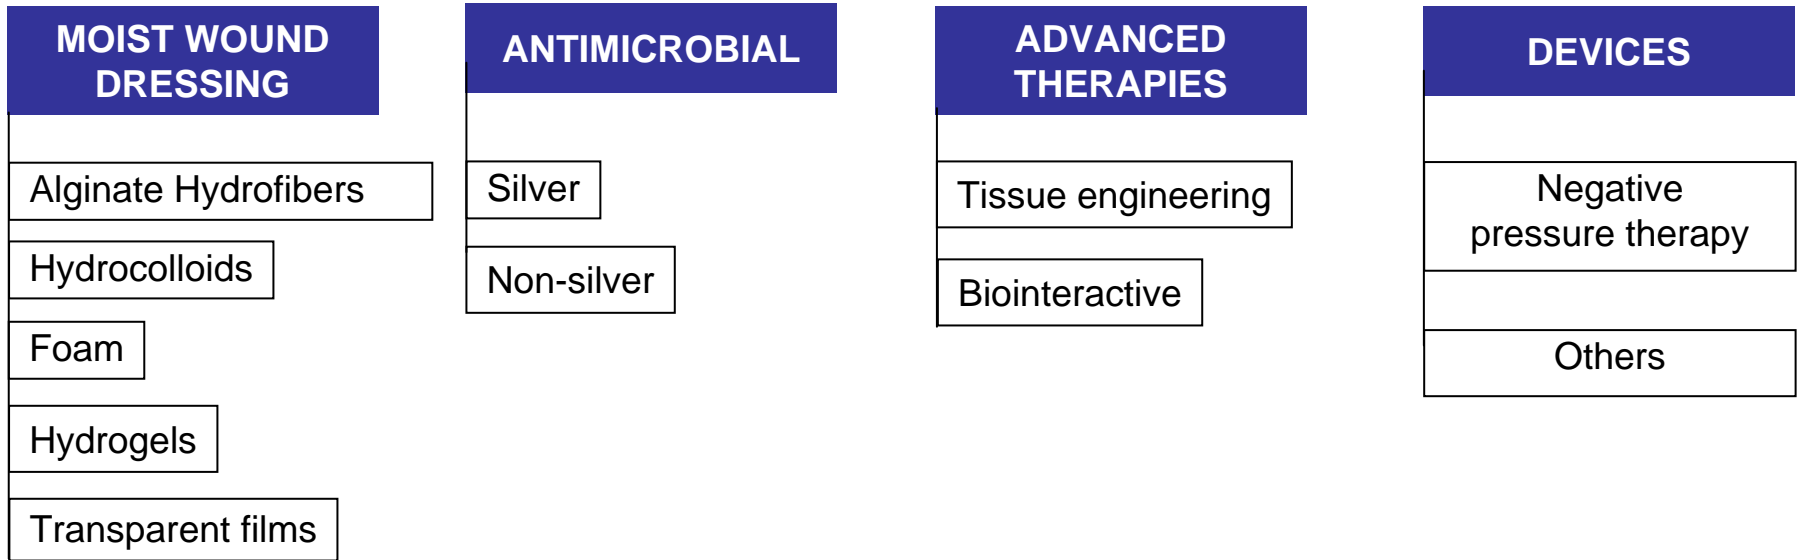 MOIST WOUND
DRESSING
Alginate Hydrofibers
Hydrocolloids
Foam
Hydrogels
Transparent films
ANTIMICROBIAL
Silver
Non-silver
ADVANCED
THERAPIES
Tissue engineering
Biointeractive
DEVICES
Negative
pressure therapy
Others